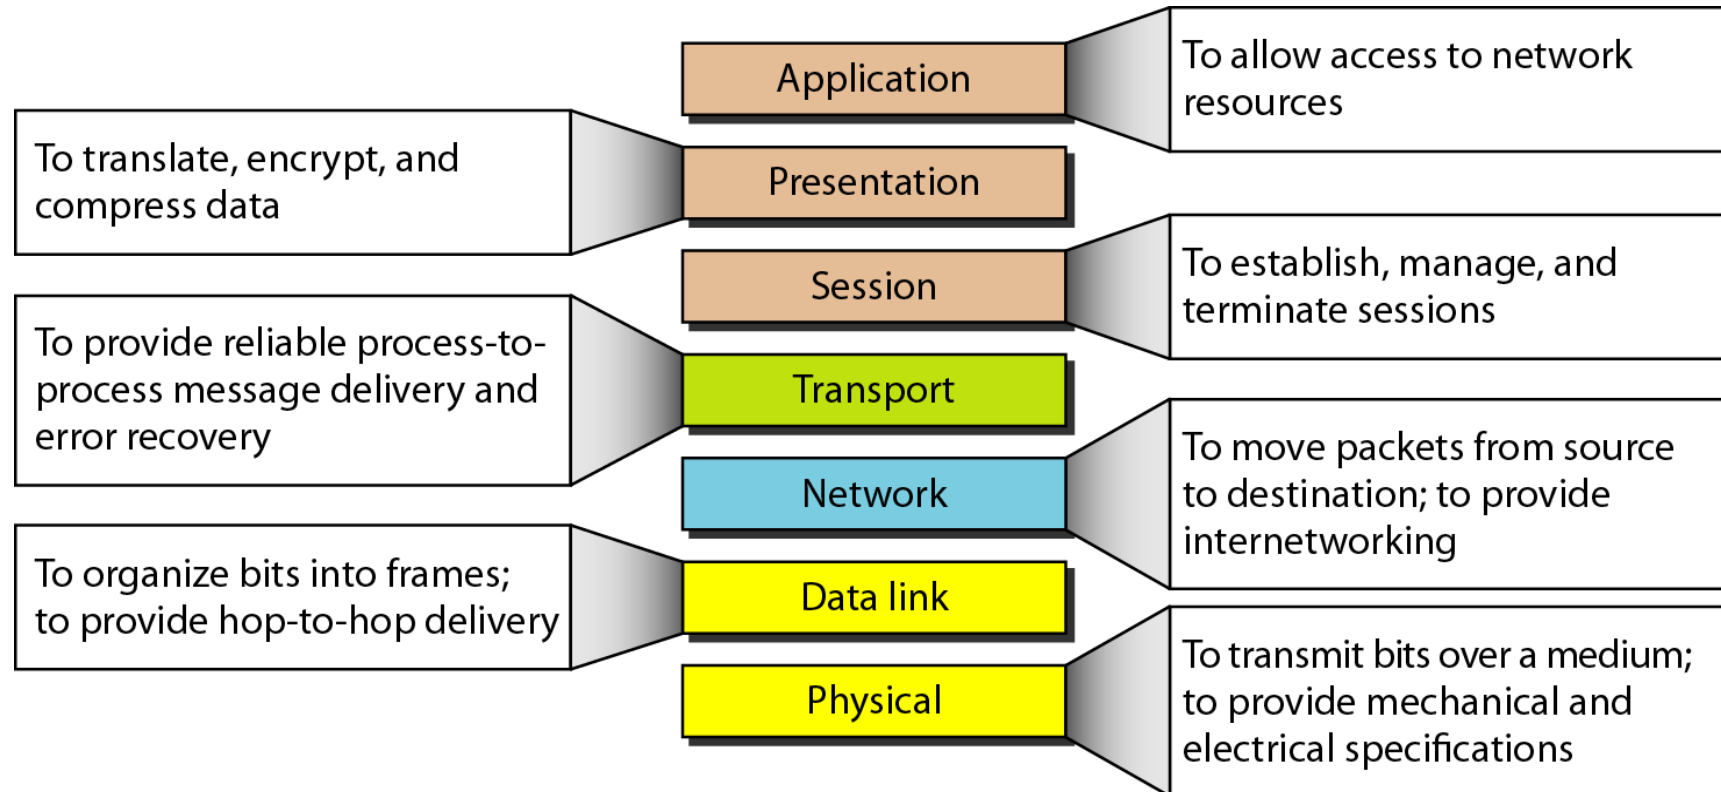 Application
To allow access to network
resources
To translate, encrypt, and
compress data
Presentation
Session
To establish, manage, and
terminate sessions
To provide reliable process-to-
process message delivery and
error recovery
Transport
Network
To move packets from source
to destination; to provide
internetworking
To organize bits into frames;
to provide hop-to-hop delivery
Data link
Physical
To transmit bits over a medium;
to provide mechanical and
electrical specifications